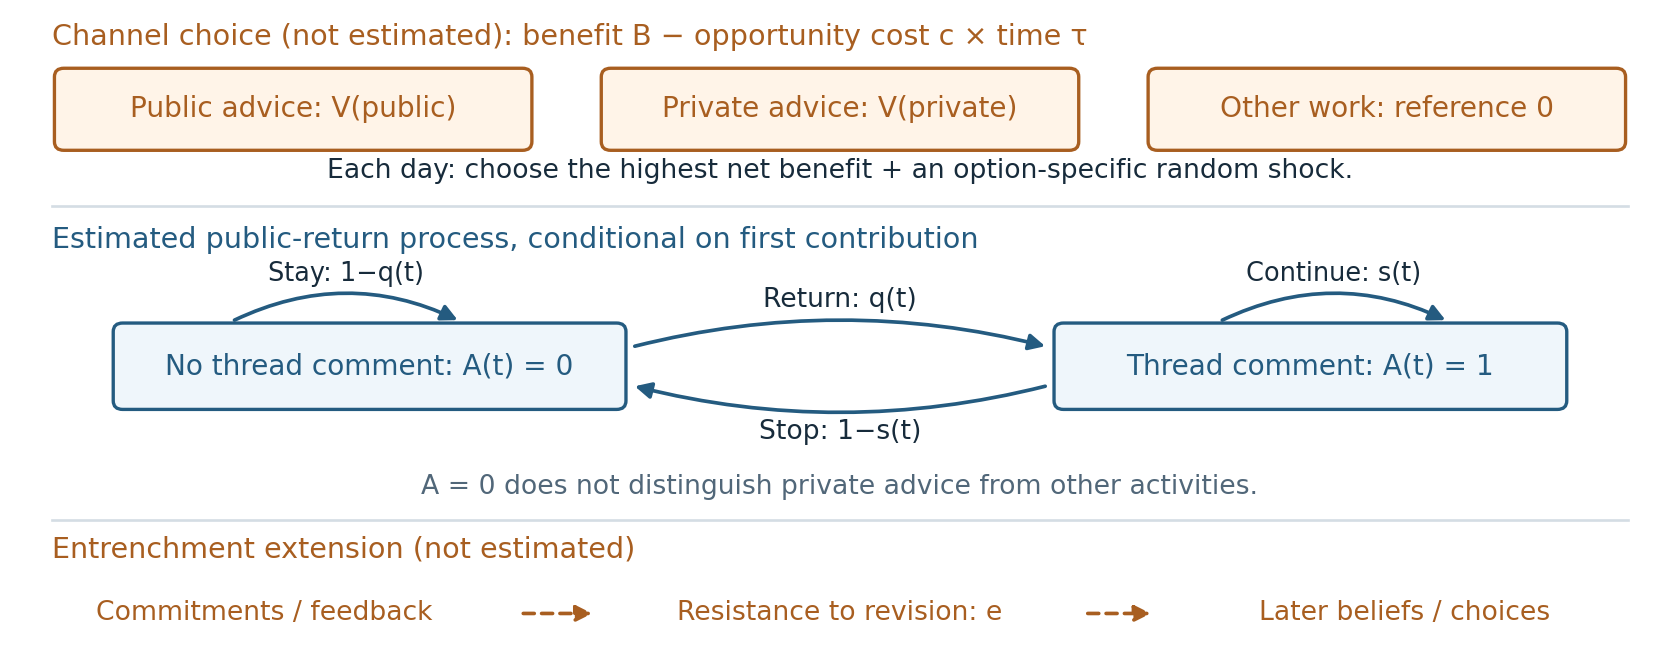 Channel choice (not estimated): benefit B − opportunity cost c × time τ
Public advice: V(public)
Private advice: V(private)
Other work: reference 0
Each day: choose the highest net benefit + an option-specific random shock.
Estimated public-return process, conditional on first contribution
Stay: 1−q(t)
Return: q(t)
Continue: s(t)
No thread comment: A(t) = 0
Thread comment: A(t) = 1
Stop: 1−s(t)
A = 0 does not distinguish private advice from other activities.
Entrenchment extension (not estimated)
Commitments / feedback
Resistance to revision: e
Later beliefs / choices